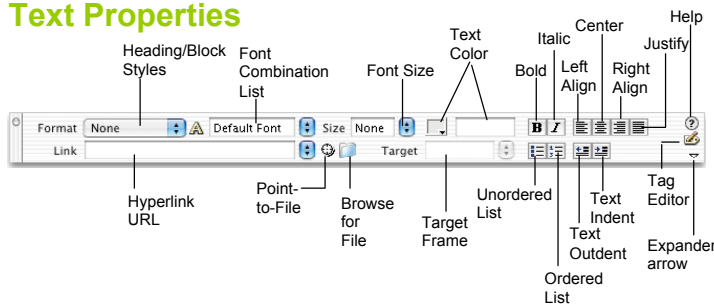 Text Properties
Heading/Block
Styles
Font
Combination
List
Font Size
Text
Color
Bold
Italic
Left
Align
Center
Right
Align
Justify
Help
Format
None
A
Default Font
Size
None
B
I
?
Link
Target
Hyperlink
URL
Point-
to-File
Browse
for
File
Target
Frame
Unordered
List
Ordered
List
Text
Outdent
Text
Indent
Tag
Editor
Expander
arrow